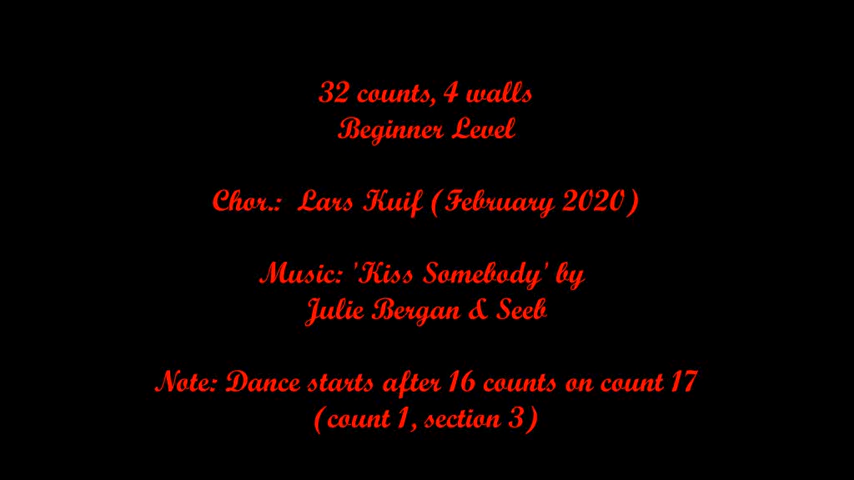 32 counts, 4 walls
Beginner Level
Chor.: Lars Kuif (February 2020)
Music: 'Kiss Somebody' by
Julie Bergan & Seeb
Note: Dance starts after 16 counts on count 17
(count 1, section 3)